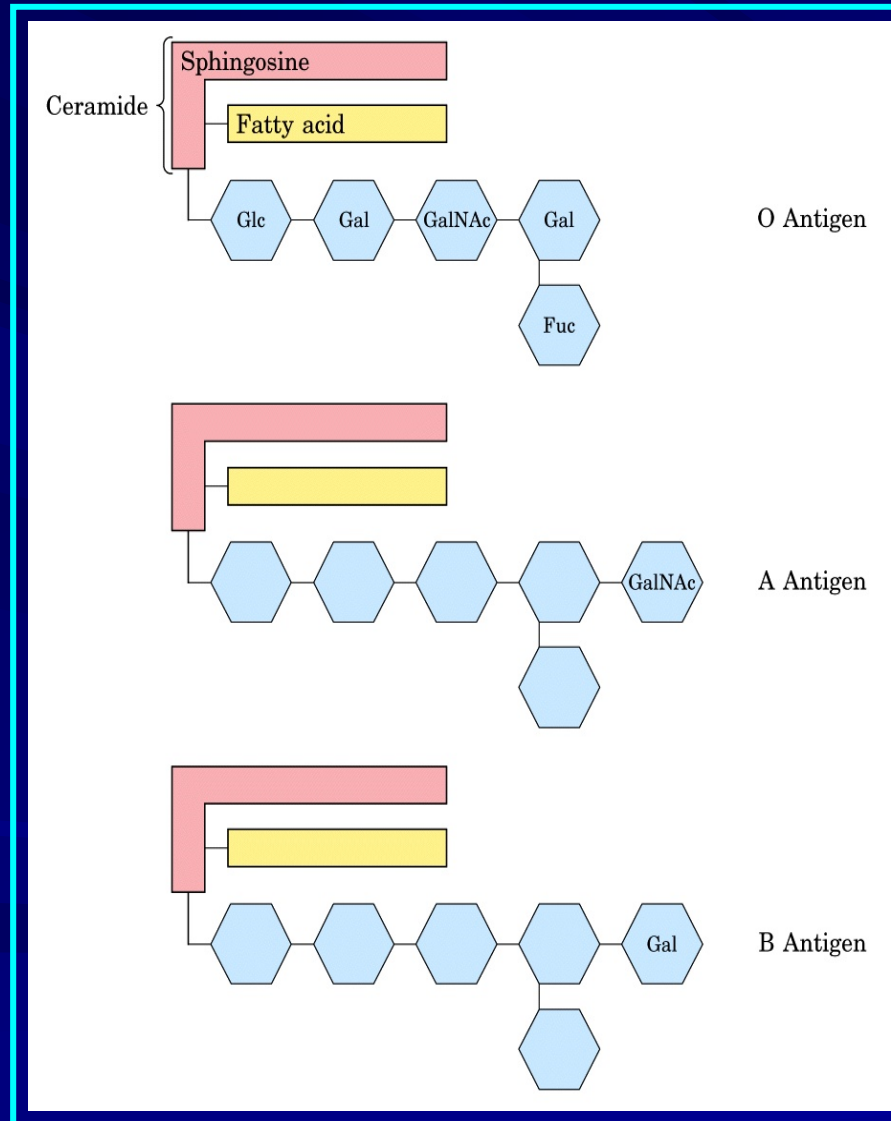 Sphingosine
Ceramide
Fatty acid
Glc Gal GalNAc Gal O Antigen
Fuc
GalNAc A Antigen
Gal B Antigen